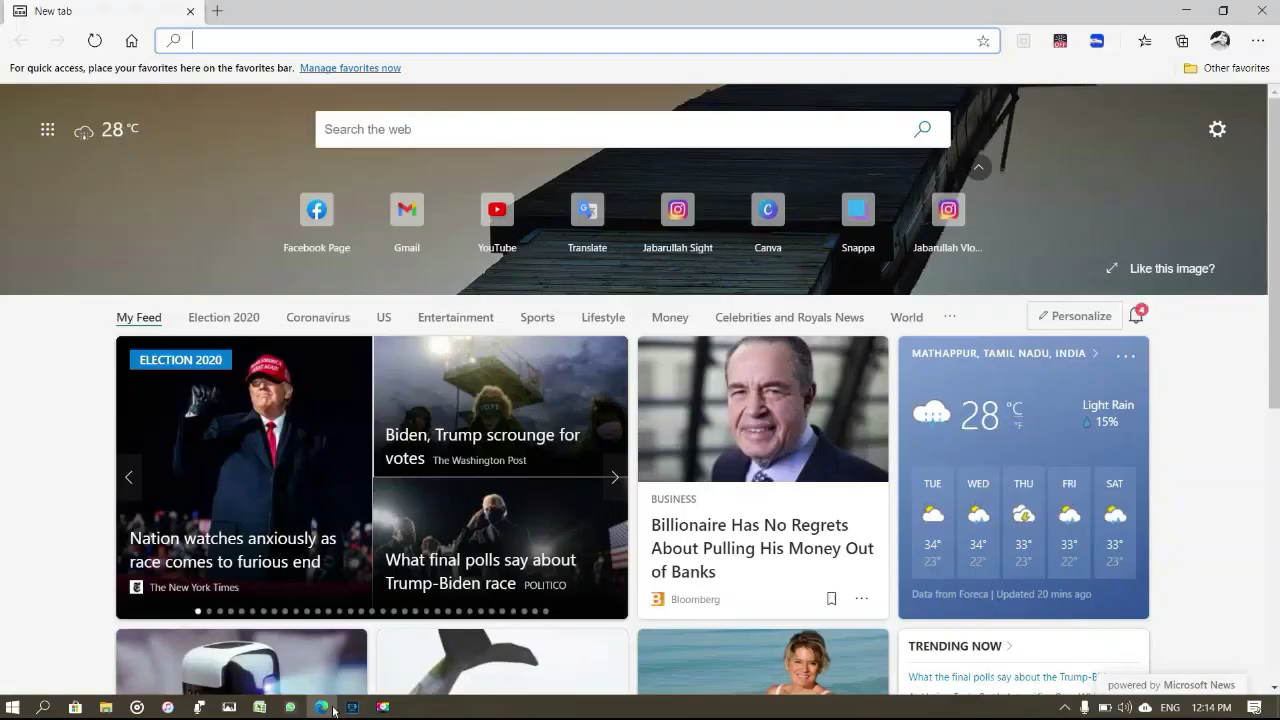 New tab
For quick access, place your favorites here on the favorites bar. Manage favorites now
Other favorites
28 °C
Search the web
Facebook Page
Gmail
YouTube
Translate
Jabarullah Sight
Canva
Snappa
Jabarullah Vlo...
Like this image?
My Feed
Election 2020
Coronavirus
US
Entertainment
Sports
Lifestyle
Money
Celebrities and Royals News
World
Personalize
4
ELECTION 2020
Nation watches anxiously as
race comes to furious end
The New York Times
VOTE
Biden, Trump scrounge for
votes The Washington Post
What final polls say about
Trump-Biden race POLITICO
BUSINESS
Billionaire Has No Regrets
About Pulling His Money Out
of Banks
Bloomberg
MATHAPPUR, TAMIL NADU, INDIA
28 °C
°F
Light Rain
15%
TUE WED THU FRI SAT
34° 34° 33° 33° 33°
23° 22° 23° 22° 23°
Data from Foreca | Updated 20 mins ago
TRENDING NOW
What the final polls say about the Trump-B
powered by Microsoft News
ENG
12:14 PM